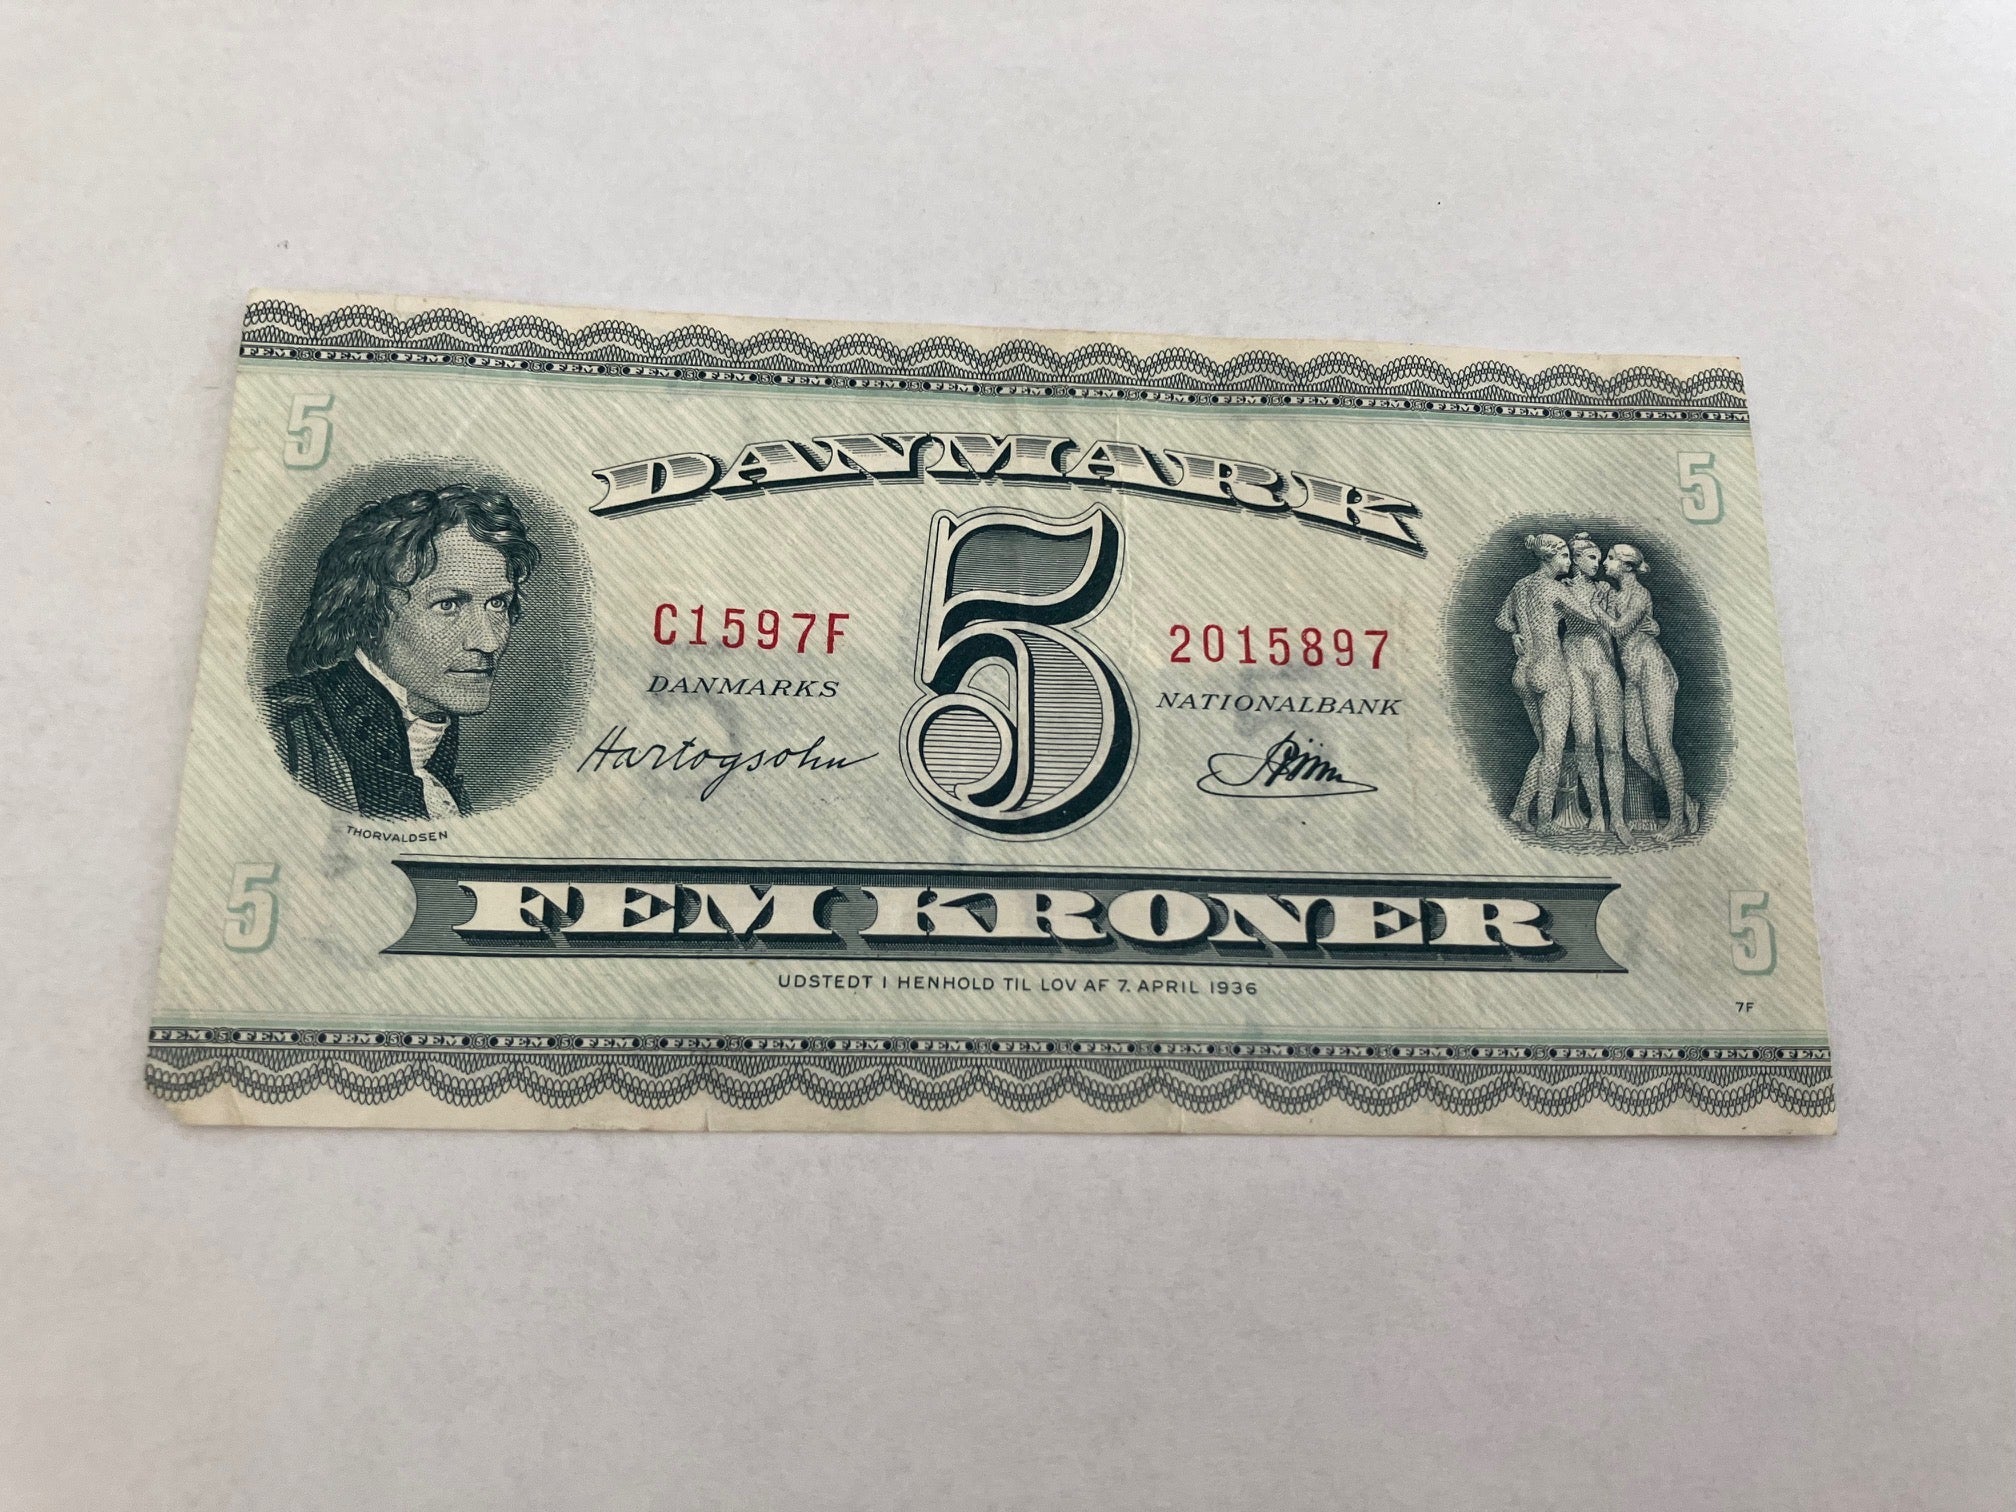 5
5
DANMARK
5
C1597F
2015897
DANMARKS
NATIONALBANK
Hartogsohn
THORVALDSEN
5
5
FEM KRONER
UDSTEDT I HENHOLD TIL LOV AF 7. APRIL 1936
7F